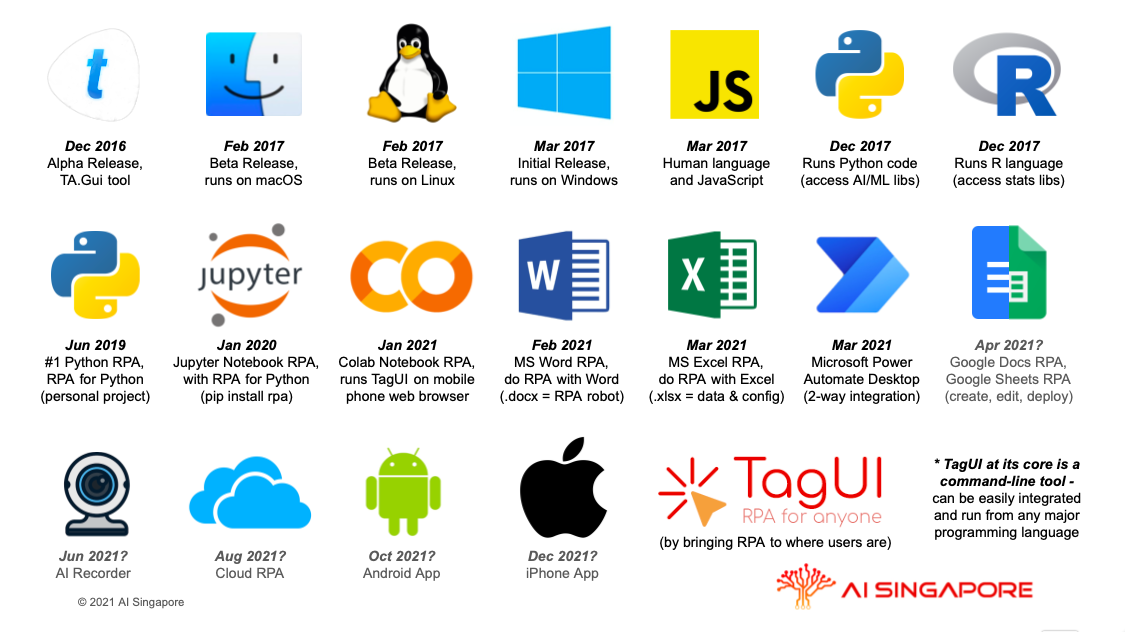 t
JS
R
Dec 2016
Alpha Release,
TA.Gui tool
Feb 2017
Beta Release,
runs on macOS
Feb 2017
Beta Release,
runs on Linux
Mar 2017
Initial Release,
runs on Windows
Mar 2017
Human language
and JavaScript
Dec 2017
Runs Python code
(access AI/ML libs)
Dec 2017
Runs R language
(access stats libs)
jupyter
W
X
Jun 2019
#1 Python RPA,
RPA for Python
(personal project)
Jan 2020
Jupyter Notebook RPA,
with RPA for Python
(pip install rpa)
Jan 2021
Colab Notebook RPA,
runs TagUI on mobile
phone web browser
Feb 2021
MS Word RPA,
do RPA with Word
(.docx = RPA robot)
Mar 2021
MS Excel RPA,
do RPA with Excel
(.xlsx = data & config)
Mar 2021
Microsoft Power
Automate Desktop
(2-way integration)
Apr 2021?
Google Docs RPA,
Google Sheets RPA
(create, edit, deploy)
Jun 2021?
AI Recorder
Aug 2021?
Cloud RPA
Oct 2021?
Android App
Dec 2021?
iPhone App
TagUI
RPA for anyone
(by bringing RPA to where users are)
* TagUI at its core is a
command-line tool -
can be easily integrated
and run from any major
programming language
© 2021 AI Singapore
AI SINGAPORE